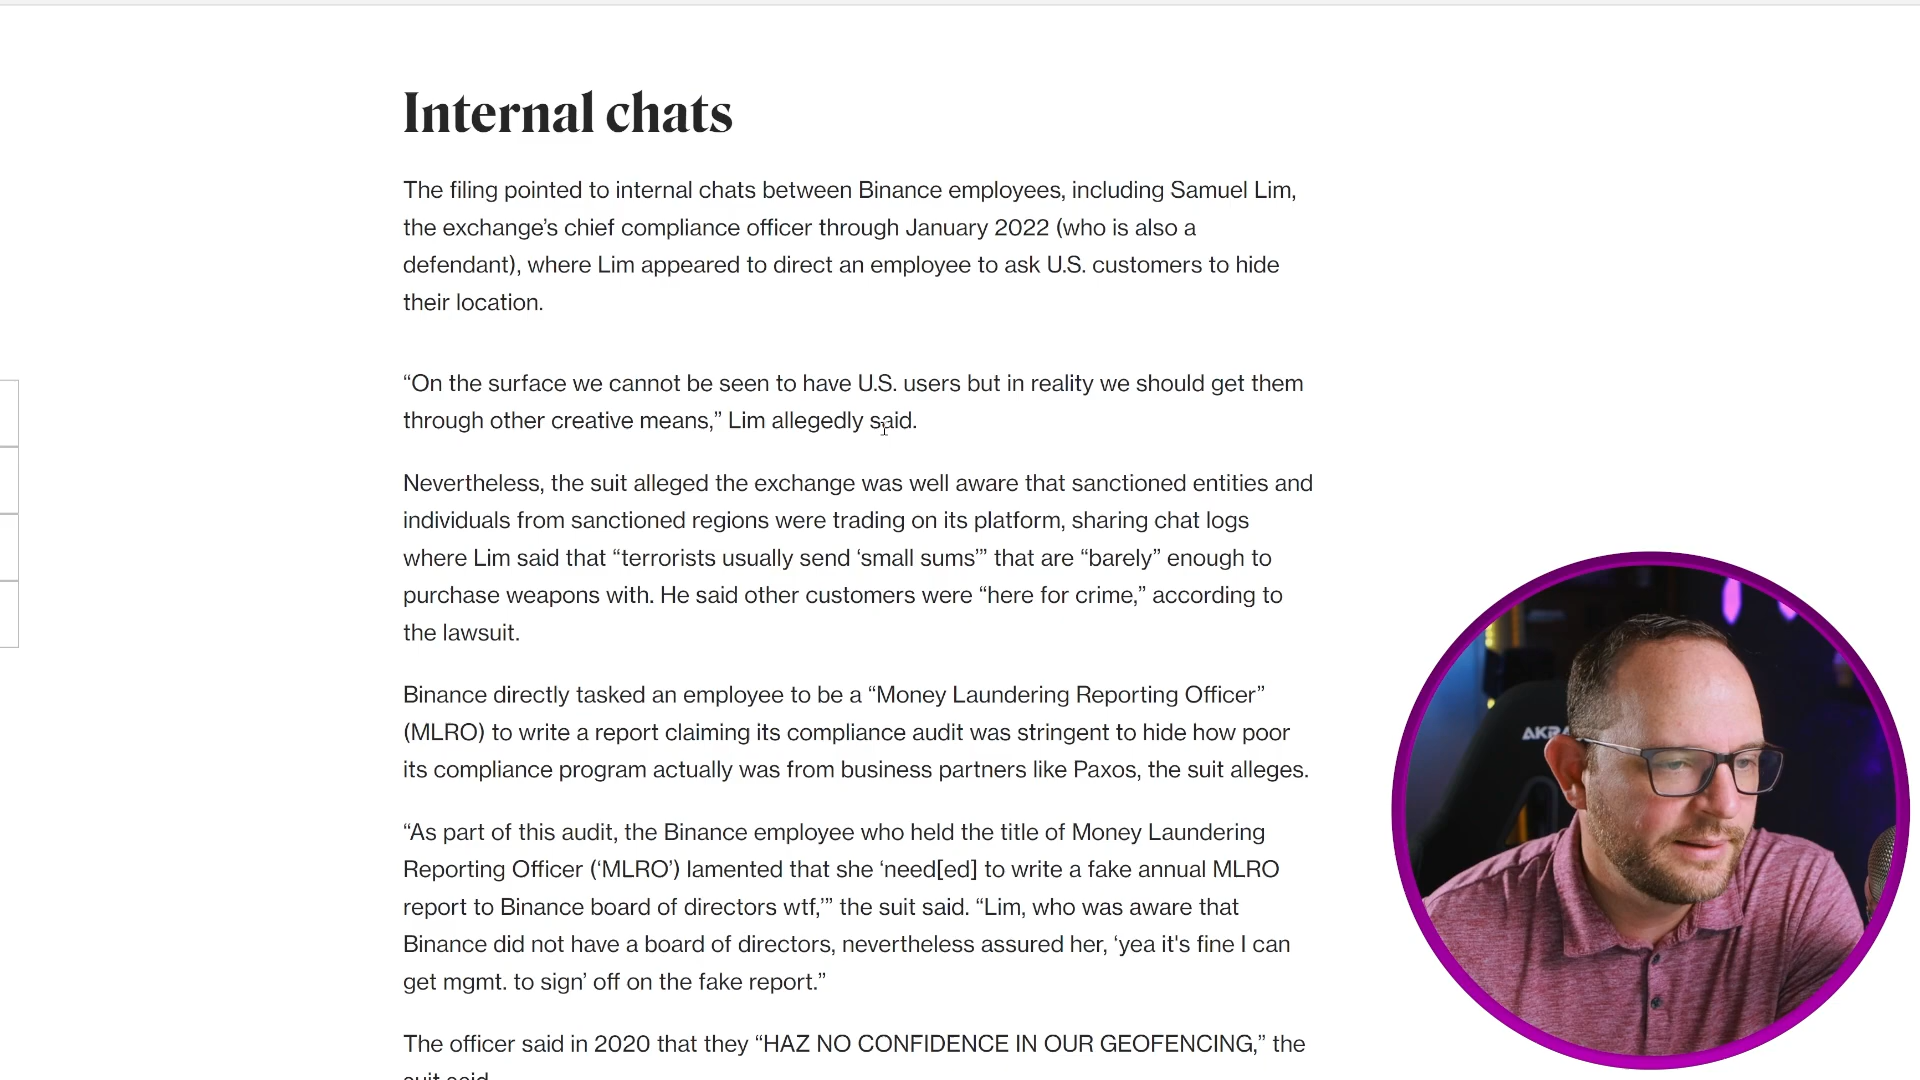 Internal chats
The filing pointed to internal chats between Binance employees, including Samuel Lim,
the exchange’s chief compliance officer through January 2022 (who is also a
defendant), where Lim appeared to direct an employee to ask U.S. customers to hide
their location.
“On the surface we cannot be seen to have U.S. users but in reality we should get them
through other creative means,” Lim allegedly said.
Nevertheless, the suit alleged the exchange was well aware that sanctioned entities and
individuals from sanctioned regions were trading on its platform, sharing chat logs
where Lim said that “terrorists usually send ‘small sums’” that are “barely” enough to
purchase weapons with. He said other customers were “here for crime,” according to
the lawsuit.
Binance directly tasked an employee to be a “Money Laundering Reporting Officer”
(MLRO) to write a report claiming its compliance audit was stringent to hide how poor
its compliance program actually was from business partners like Paxos, the suit alleges.
“As part of this audit, the Binance employee who held the title of Money Laundering
Reporting Officer (‘MLRO’) lamented that she ‘need[ed] to write a fake annual MLRO
report to Binance board of directors wtf,’” the suit said. “Lim, who was aware that
Binance did not have a board of directors, nevertheless assured her, ‘yea it's fine I can
get mgmt. to sign’ off on the fake report.”
The officer said in 2020 that they “HAZ NO CONFIDENCE IN OUR GEOFENCING,” the
suit said.